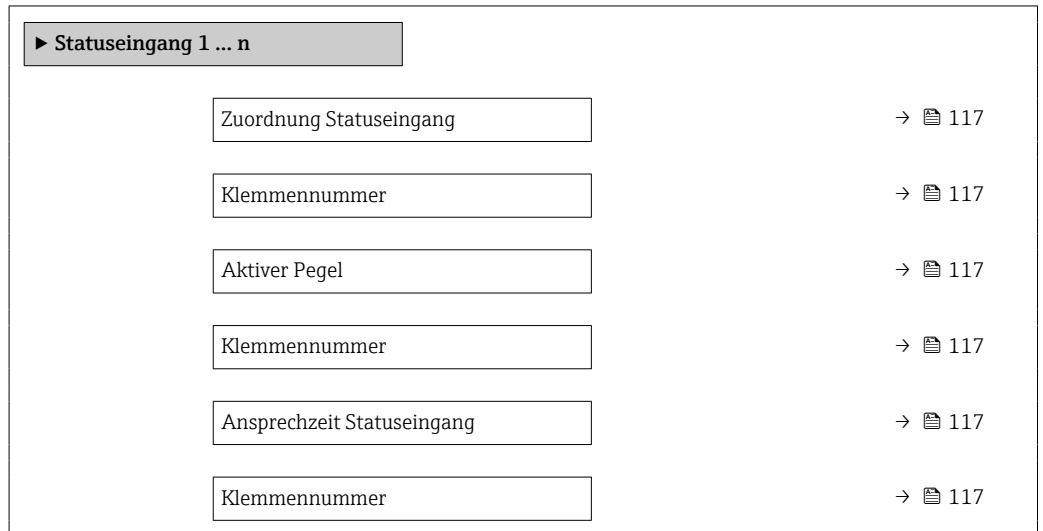 ▶ Statuseingang 1 … n
Zuordnung Statuseingang → 117
Klemmennummer → 117
Aktiver Pegel → 117
Klemmennummer → 117
Ansprechzeit Statuseingang → 117
Klemmennummer → 117